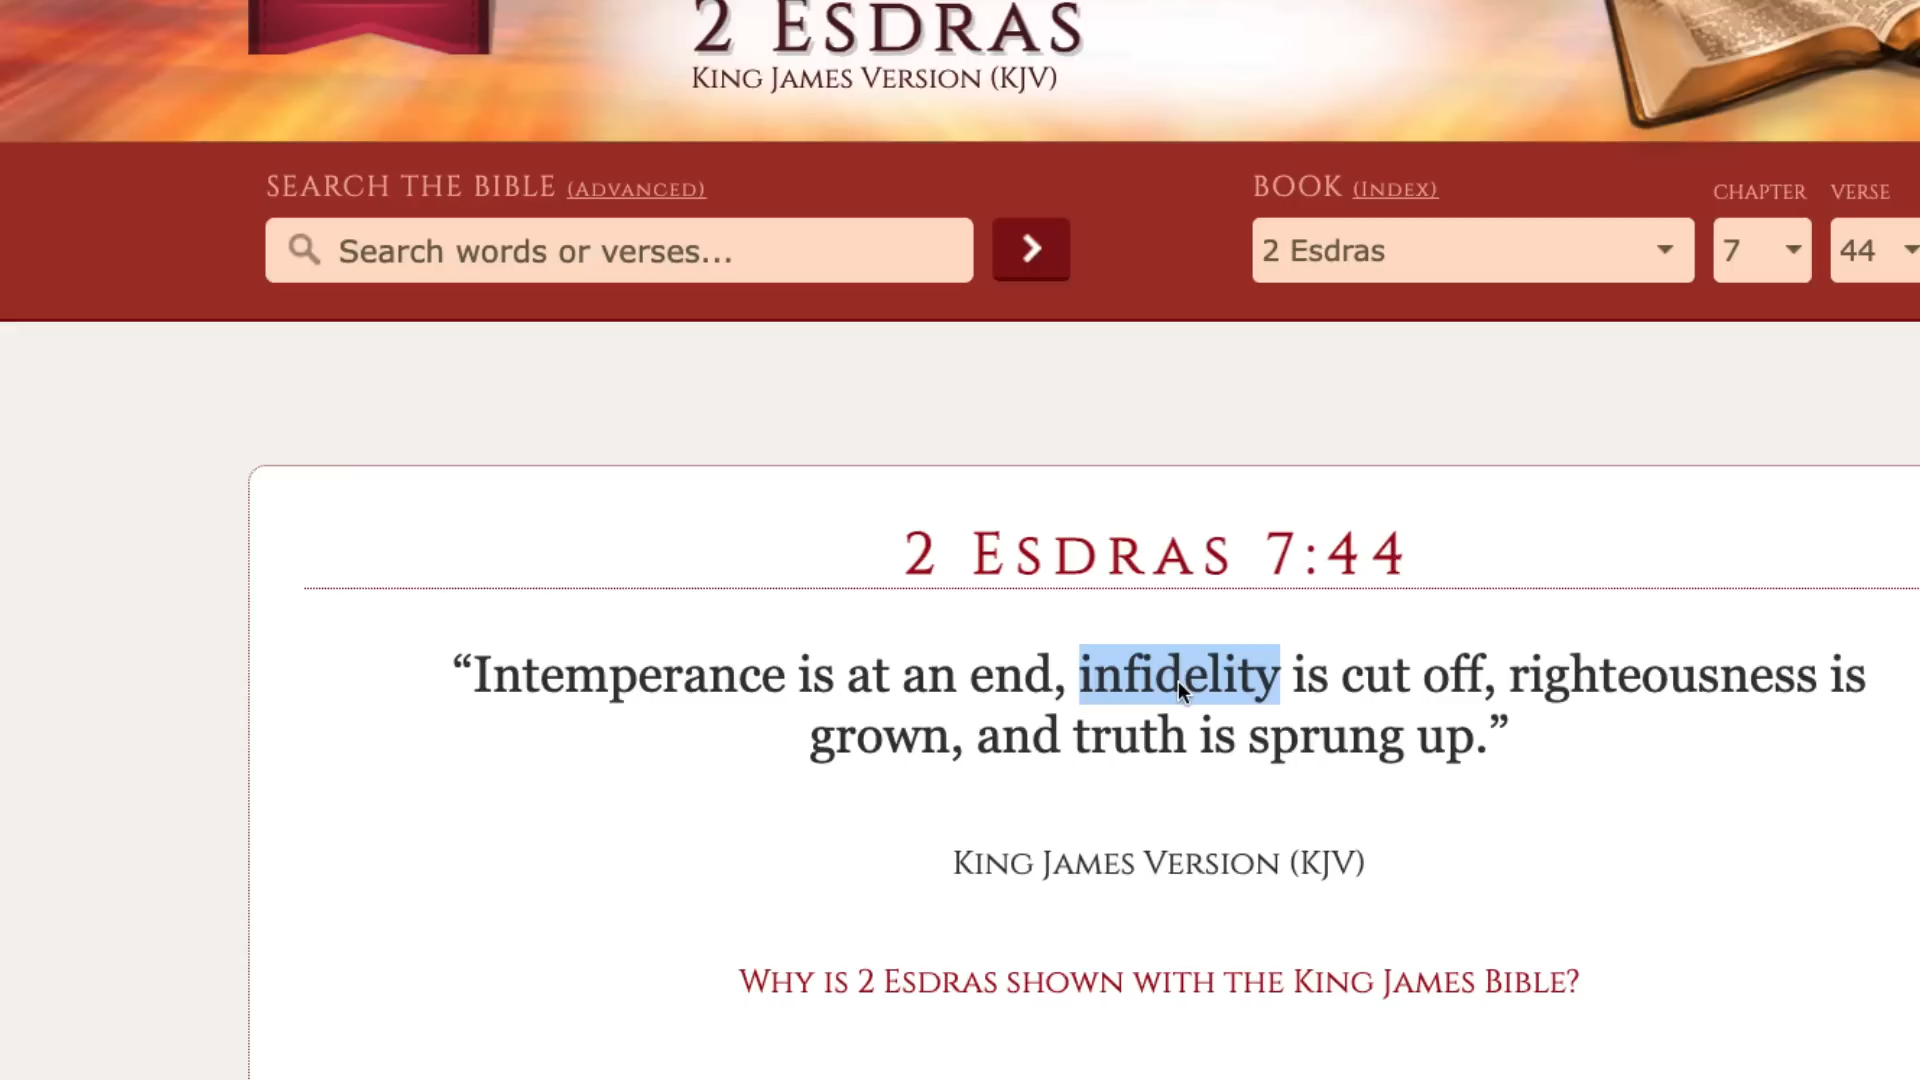 2 Esdras
King James Version (KJV)
SEARCH THE BIBLE (Advanced)
BOOK (Index)
CHAPTER
VERSE
Search words or verses...
2 Esdras
7
44
2 Esdras 7:44
“Intemperance is at an end, infidelity is cut off, righteousness is
grown, and truth is sprung up.”
King James Version (KJV)
Why is 2 Esdras shown with the King James Bible?